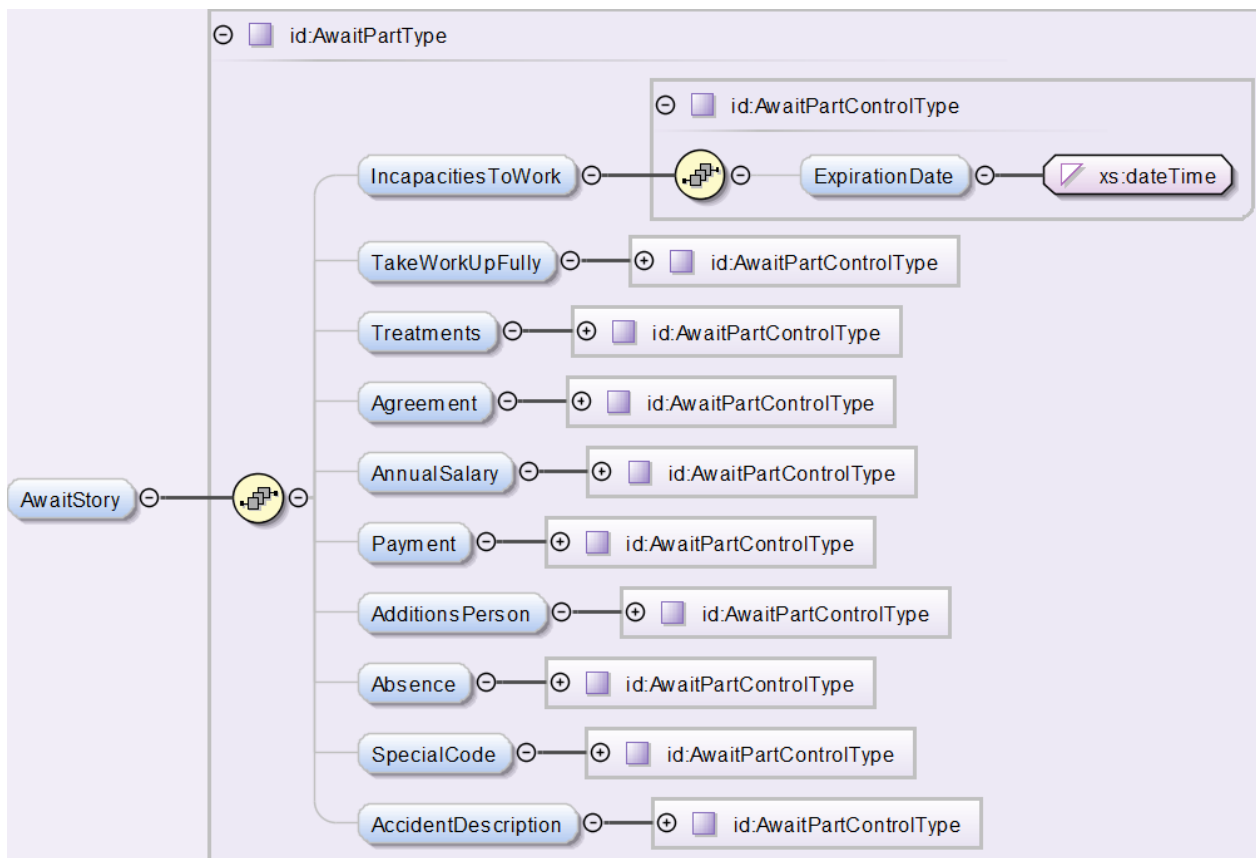 id:AwaitPartType
id:AwaitPartControlType
IncapacitiesToWork
ExpirationDate
xs:dateTime
TakeWorkUpFully
id:AwaitPartControlType
Treatments
id:AwaitPartControlType
Agreement
id:AwaitPartControlType
AnnualSalary
id:AwaitPartControlType
AwaitStory
Payment
id:AwaitPartControlType
AdditionsPerson
id:AwaitPartControlType
Absence
id:AwaitPartControlType
SpecialCode
id:AwaitPartControlType
AccidentDescription
id:AwaitPartControlType